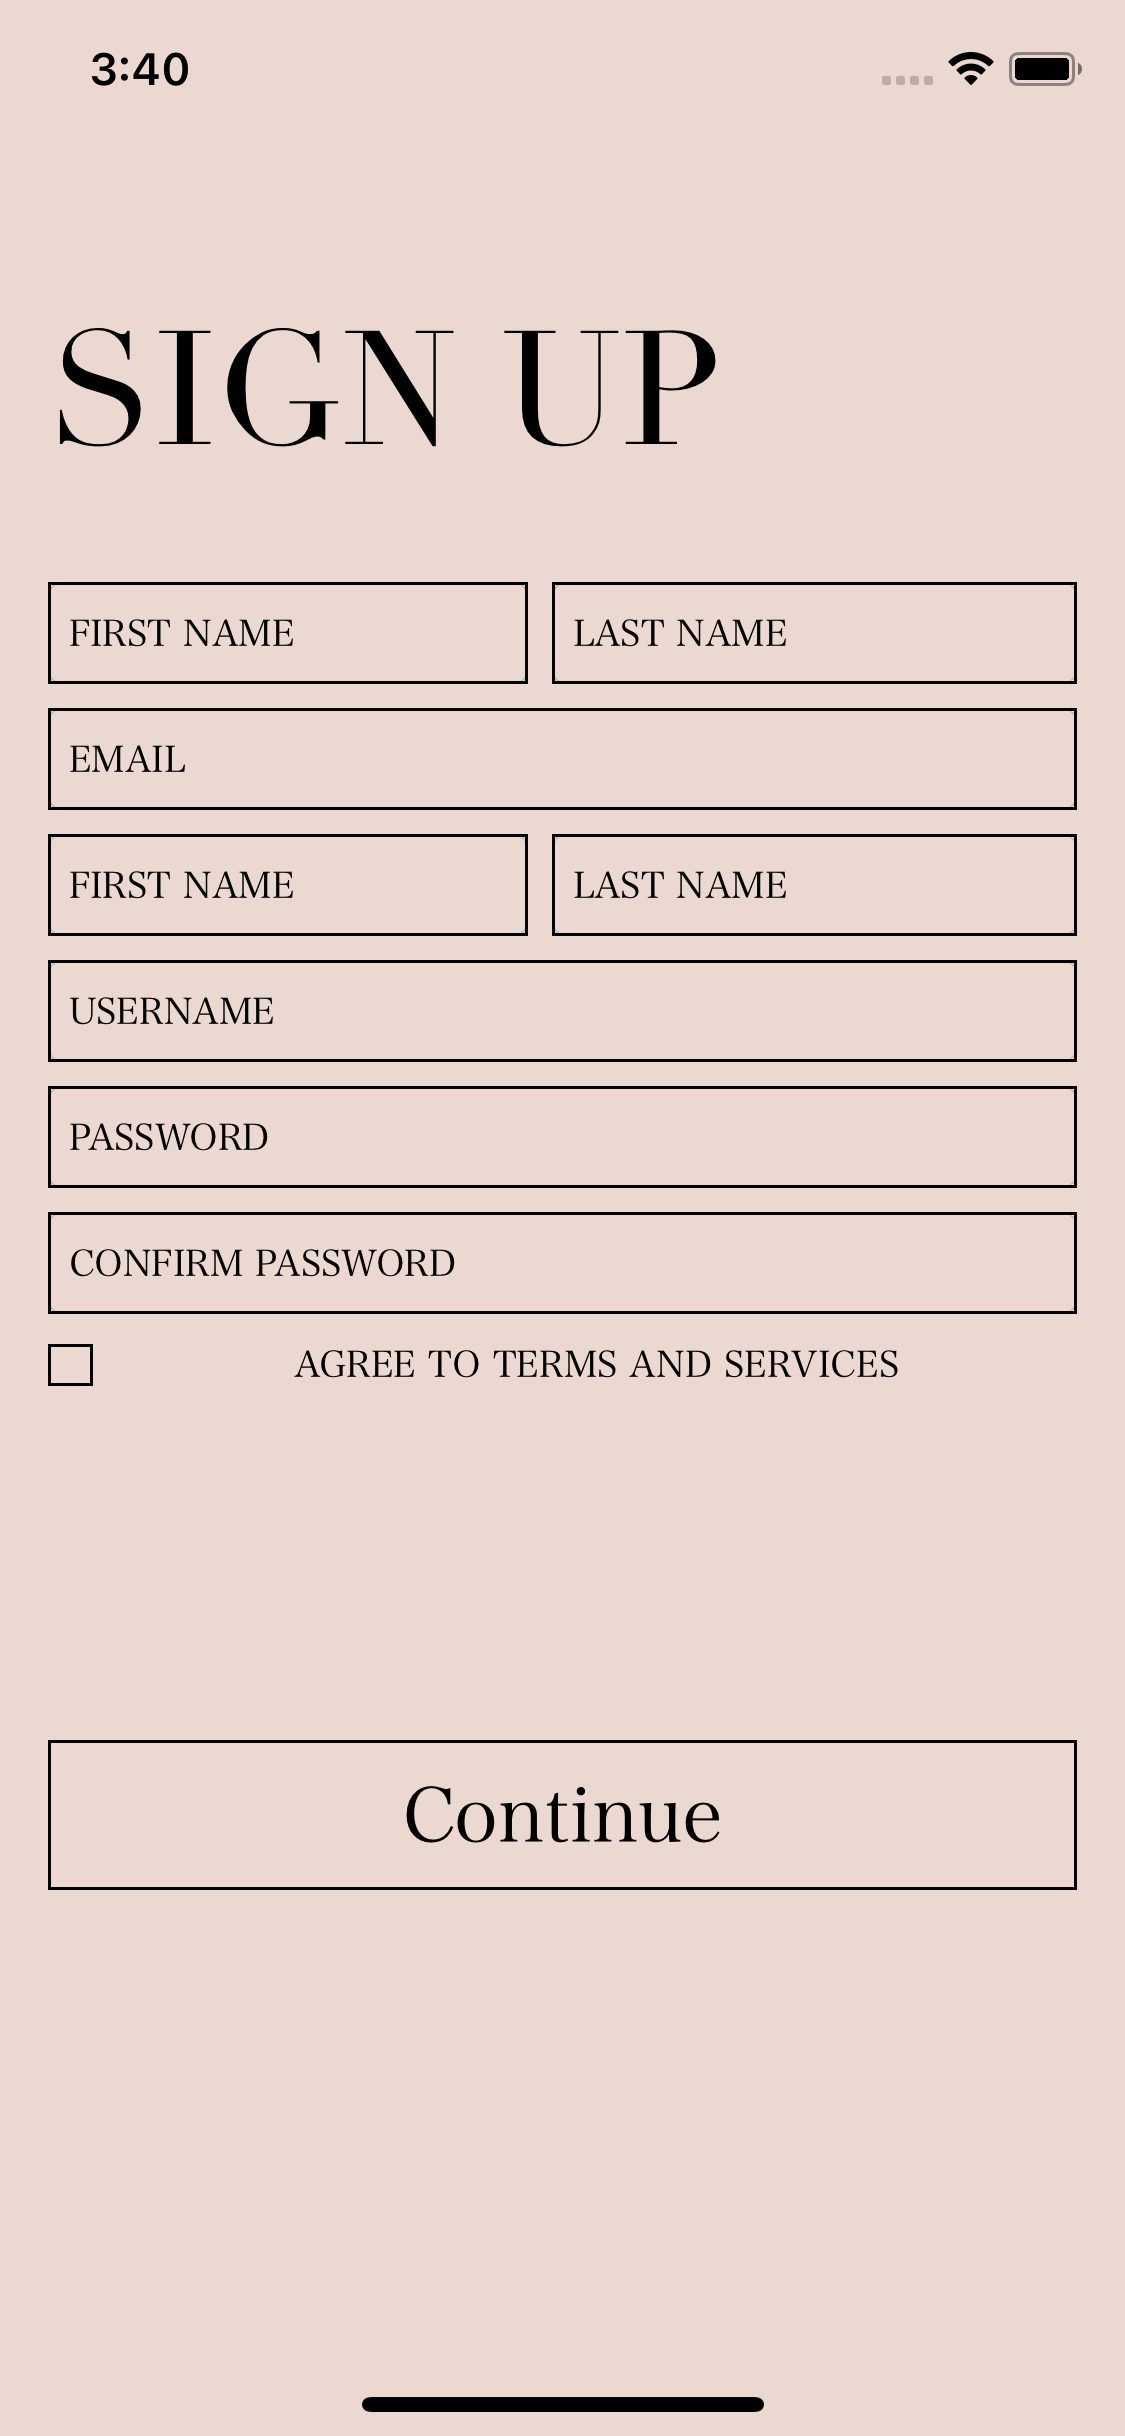 3:40
SIGN UP
FIRST NAME LAST NAME
EMAIL
FIRST NAME LAST NAME
USERNAME
PASSWORD
CONFIRM PASSWORD
AGREE TO TERMS AND SERVICES
Continue